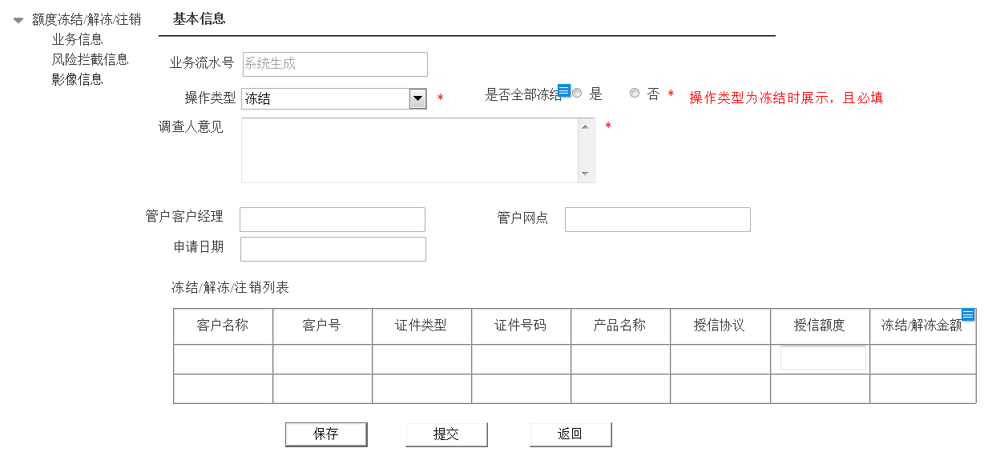 额度冻结/解冻/注销
业务信息
风险拦截信息
影像信息
基本信息
业务流水号 系统生成
操作类型 冻结 * 是否全部冻结 是 否 * 操作类型为冻结时展示，且必填
调查人意见 *
管户客户经理 管户网点
申请日期
冻结/解冻/注销列表
客户名称 客户号 证件类型 证件号码 产品名称 授信协议 授信额度 冻结/解冻金额
保存 提交 返回